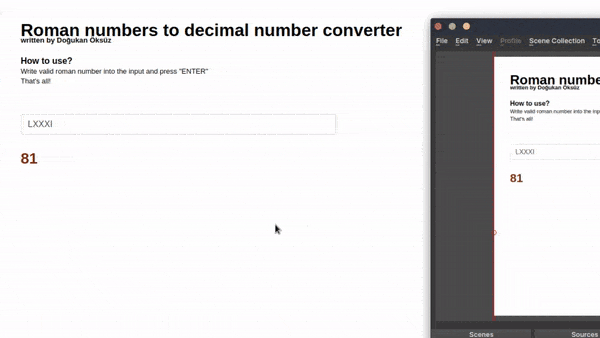 Roman numbers to decimal number converter
written by Doğukan Öksüz
How to use?
Write valid roman number into the input and press "ENTER"
That's all!
LXXXI
81
File Edit View Profile Scene Collection To
Roman numbe
written by Doğukan Öksüz
How to use?
Write valid roman number into the inp
That's all!
LXXXI
81
Scenes Sources